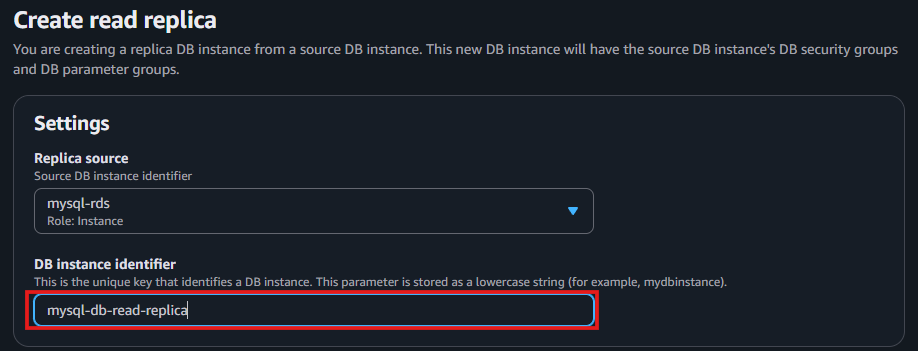 Create read replica
You are creating a replica DB instance from a source DB instance. This new DB instance will have the source DB instance's DB security groups
and DB parameter groups.
Settings
Replica source
Source DB instance identifier
mysql-rds
Role: Instance
DB instance identifier
This is the unique key that identifies a DB instance. This parameter is stored as a lowercase string (for example, mydbinstance).
mysql-db-read-replica